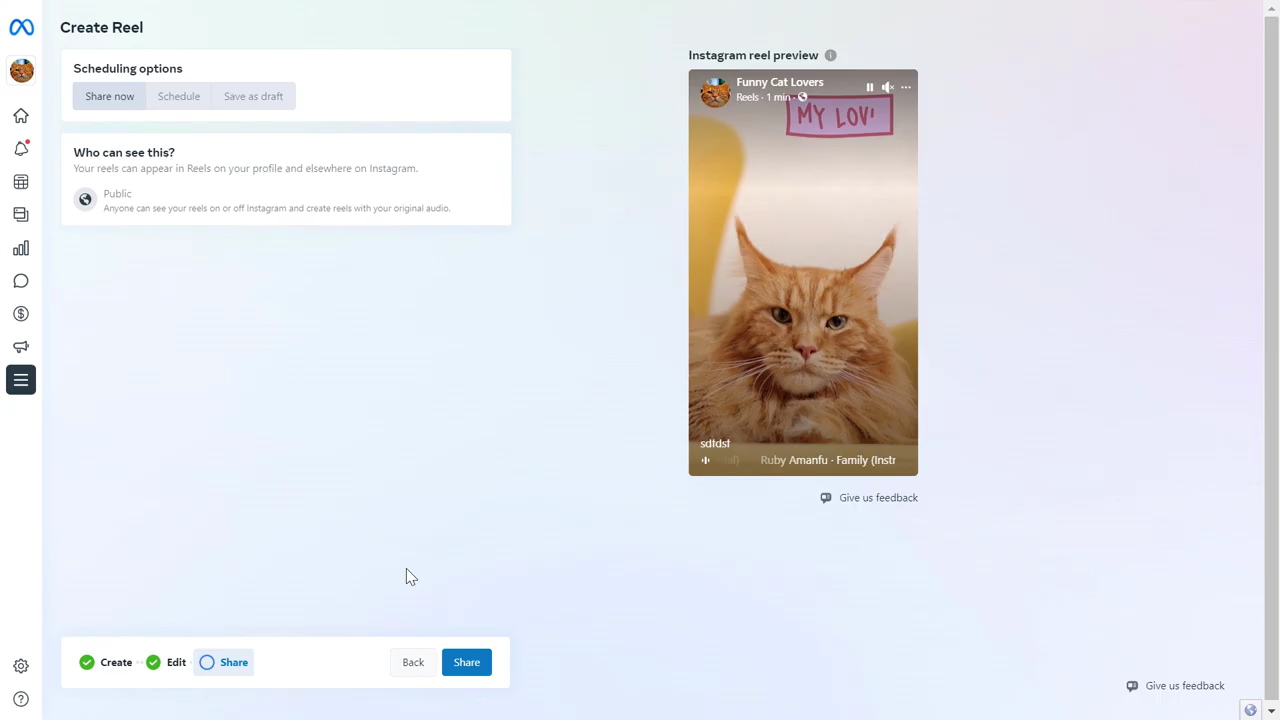 Create Reel
Scheduling options
Share now
Schedule
Save as draft
Who can see this?
Your reels can appear in Reels on your profile and elsewhere on Instagram.
Public
Anyone can see your reels on or off Instagram and create reels with your original audio.
Create
Edit
Share
Back
Share
Instagram reel preview
Funny Cat Lovers
Reels · 1 min ·
MY LOV
sdfdsf
Ruby Amanfu · Family (Instr
Give us feedback
Give us feedback